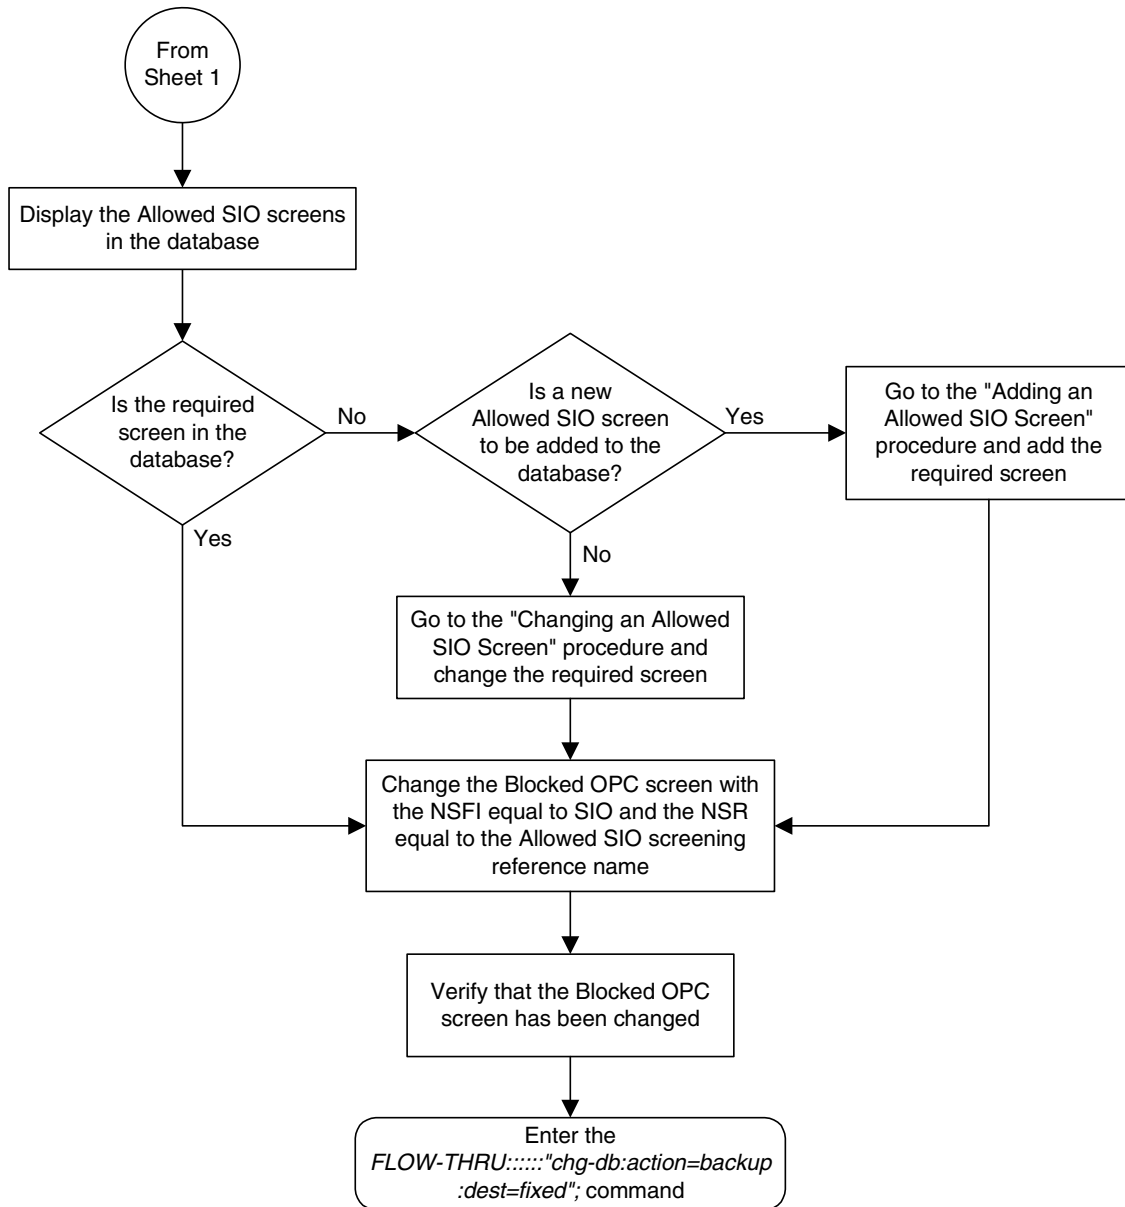 From
Sheet 1
Display the Allowed SIO screens
in the database
Is the required
screen in the
database?
No
Yes
Is a new
Allowed SIO screen
to be added to the
database?
Yes
No
Go to the "Adding an
Allowed SIO Screen"
procedure and add the
required screen
Go to the "Changing an Allowed
SIO Screen" procedure and
change the required screen
Change the Blocked OPC screen with
the NSFI equal to SIO and the NSR
equal to the Allowed SIO screening
reference name
Verify that the Blocked OPC
screen has been changed
Enter the
FLOW-THRU::::::"chg-db:action=backup
:dest=fixed"; command